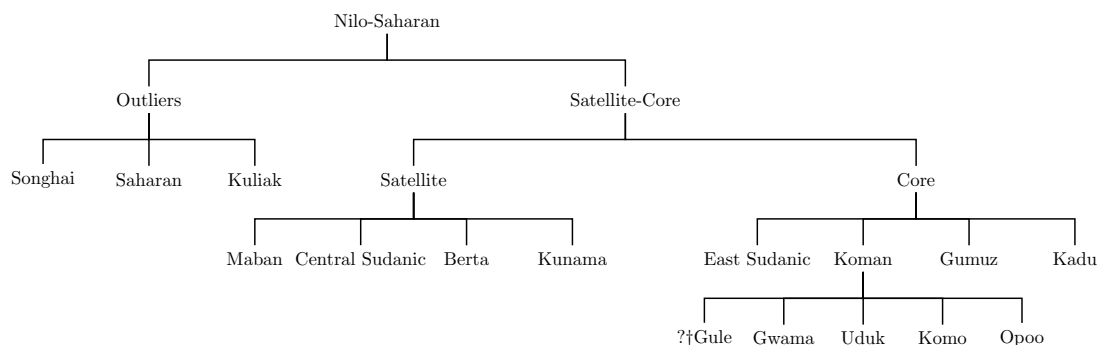 Nilo-Saharan
Outliers Satellite-Core
Songhai Saharan Kuliak Satellite Core
Maban Central Sudanic Berta Kunama East Sudanic Koman Gumuz Kadu
?†Gule Gwama Uduk Komo Opoo